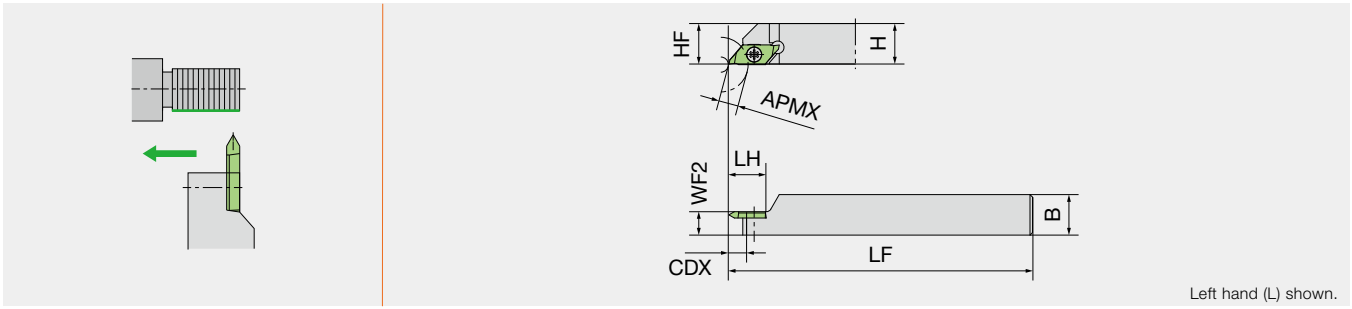 HF
H
APMX
LH
WF2
B
CDX
LF
Left hand (L) shown.